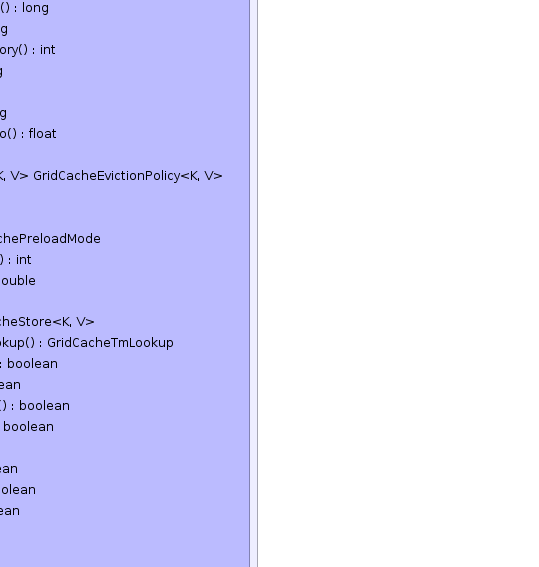 () : long
g
ory() : int
g
g
o() : float
K, V> GridCacheEvictionPolicy<K, V>
chePreloadMode
) : int
ouble
cheStore<K, V>
okup() : GridCacheTmLookup
: boolean
ean
() : boolean
boolean
ean
olean
ean